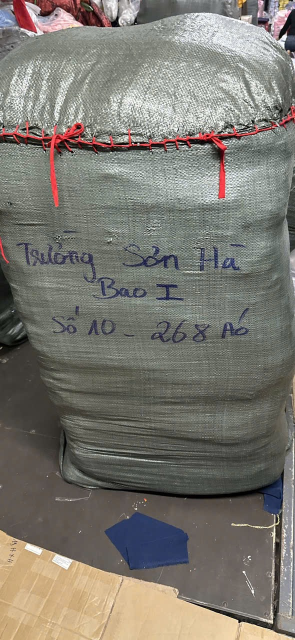 Trường Sơn Hà
Bao I
Số 10 - 268 Áo